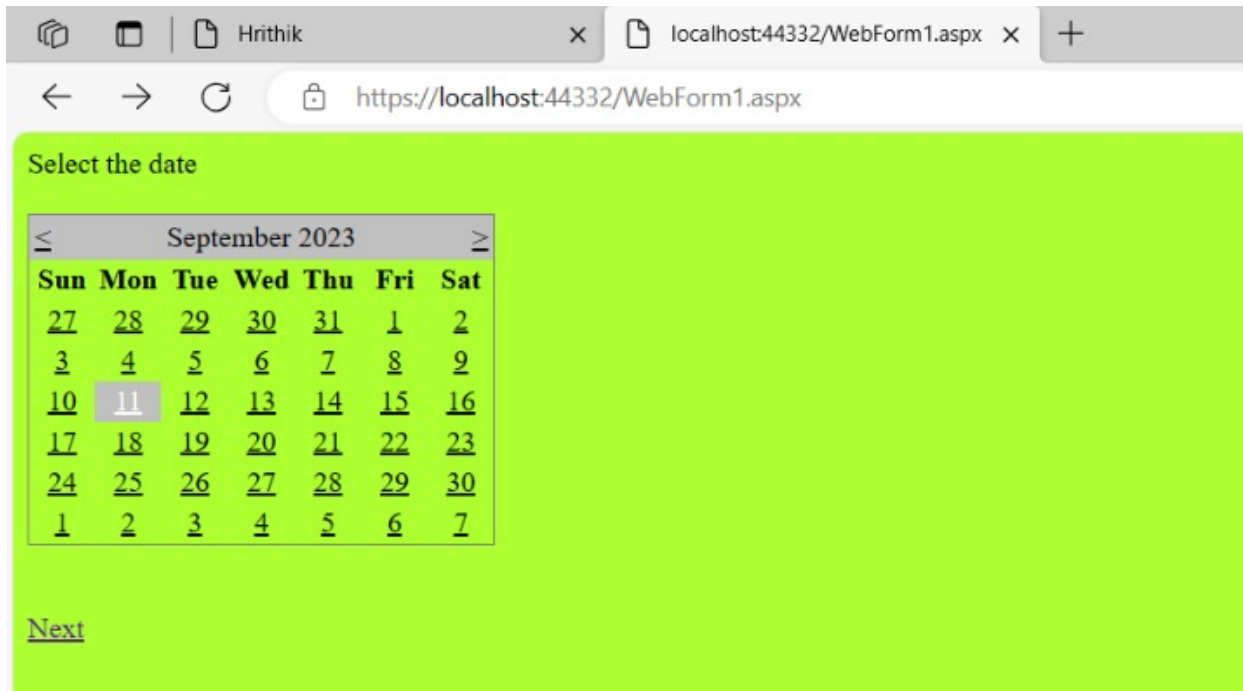 Hrithik localhost:44332/WebForm1.aspx
https://localhost:44332/WebForm1.aspx
Select the date
< September 2023 >
Sun Mon Tue Wed Thu Fri Sat
27 28 29 30 31 1 2
3 4 5 6 7 8 9
10 11 12 13 14 15 16
17 18 19 20 21 22 23
24 25 26 27 28 29 30
1 2 3 4 5 6 7
Next